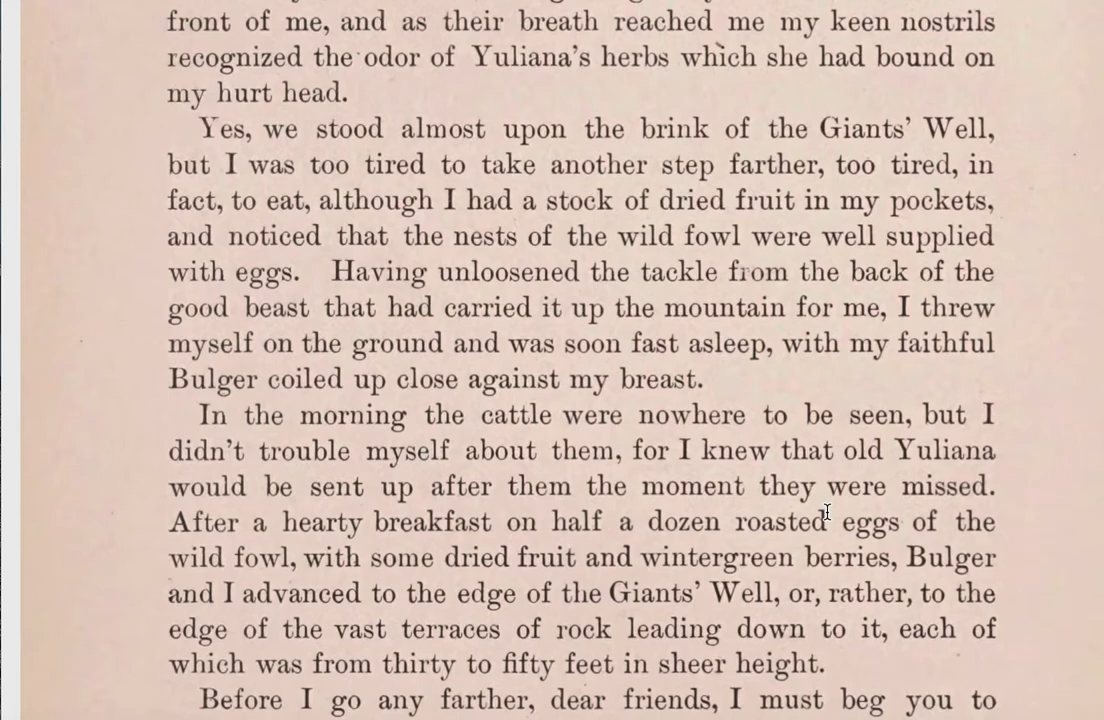 front of me, and as their breath reached me my keen nostrils
recognized the odor of Yuliana's herbs which she had bound on
my hurt head.
Yes, we stood almost upon the brink of the Giants' Well,
but I was too tired to take another step farther, too tired, in
fact, to eat, although I had a stock of dried fruit in my pockets,
and noticed that the nests of the wild fowl were well supplied
with eggs. Having unloosened the tackle from the back of the
good beast that had carried it up the mountain for me, I threw
myself on the ground and was soon fast asleep, with my faithful
Bulger coiled up close against my breast.
In the morning the cattle were nowhere to be seen, but I
didn't trouble myself about them, for I knew that old Yuliana
would be sent up after them the moment they were missed.
After a hearty breakfast on half a dozen roasted eggs of the
wild fowl, with some dried fruit and wintergreen berries, Bulger
and I advanced to the edge of the Giants' Well, or, rather, to the
edge of the vast terraces of rock leading down to it, each of
which was from thirty to fifty feet in sheer height.
Before I go any farther, dear friends, I must beg you to